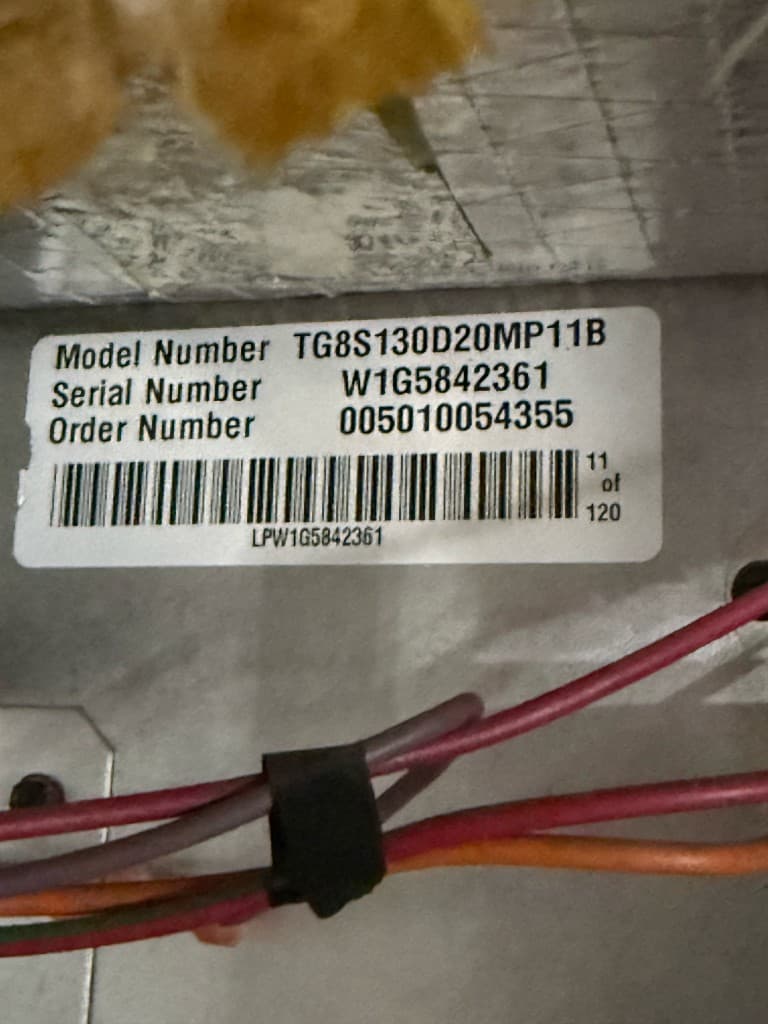 Model Number TG8S130D20MP11B
Serial Number W1G5842361
Order Number 005010054355
11
of
120
LPW1G5842361